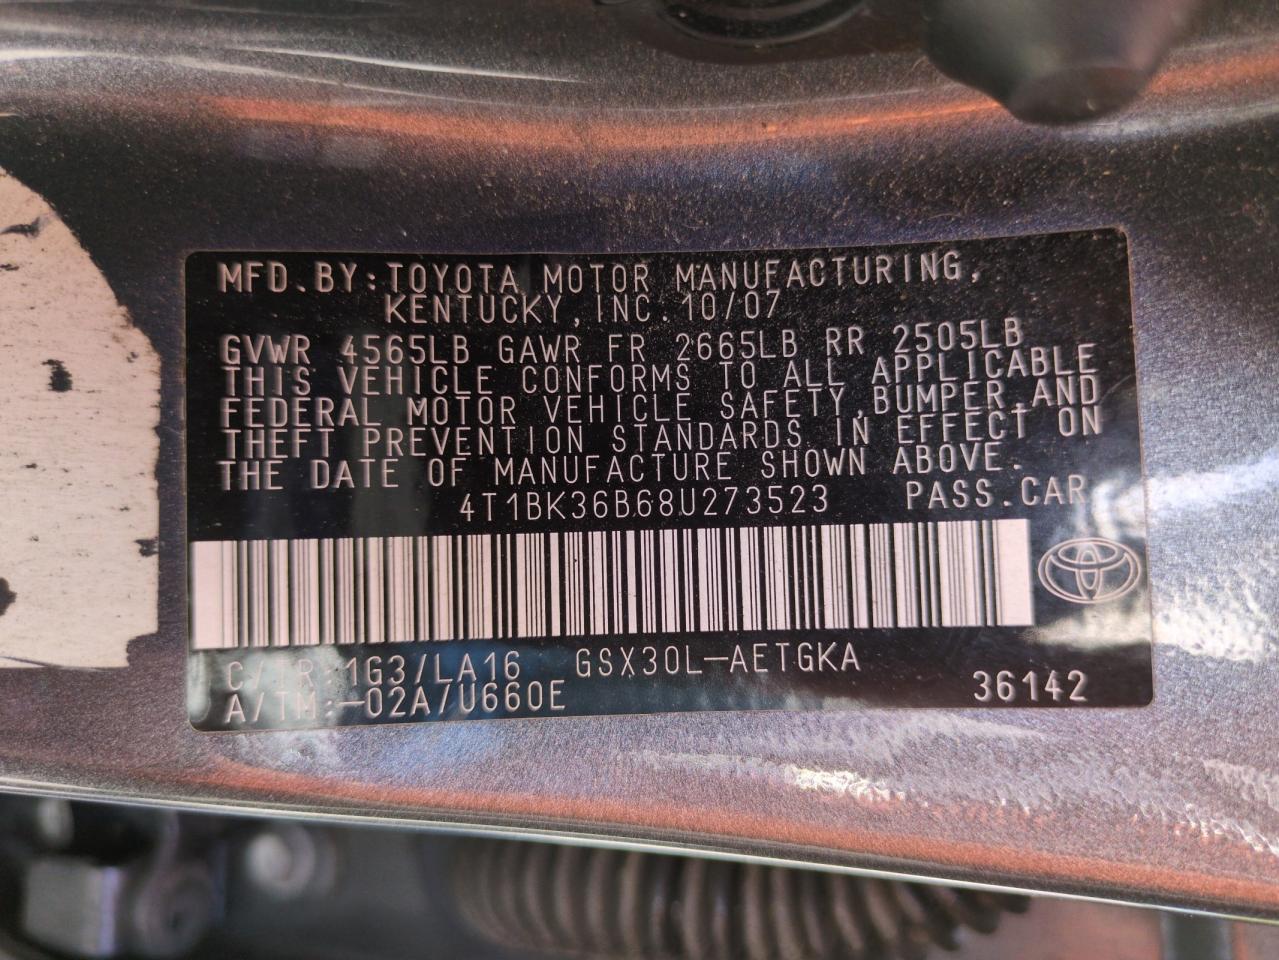 MFD.BY:TOYOTA MOTOR MANUFACTURING,
KENTUCKY,INC. 10/07
GVWR 4565LB GAWR FR 2665LB RR 2505LB
THIS VEHICLE CONFORMS TO ALL APPLICABLE
FEDERAL MOTOR VEHICLE SAFETY,BUMPER,AND
THEFT PREVENTION STANDARDS IN EFFECT ON
THE DATE OF MANUFACTURE SHOWN ABOVE.
4T1BK36B68U273523 PASS.CAR
C/TR:1G3/LA16 GSX30L-AETGKA
A/TM:-02A/U660E 36142